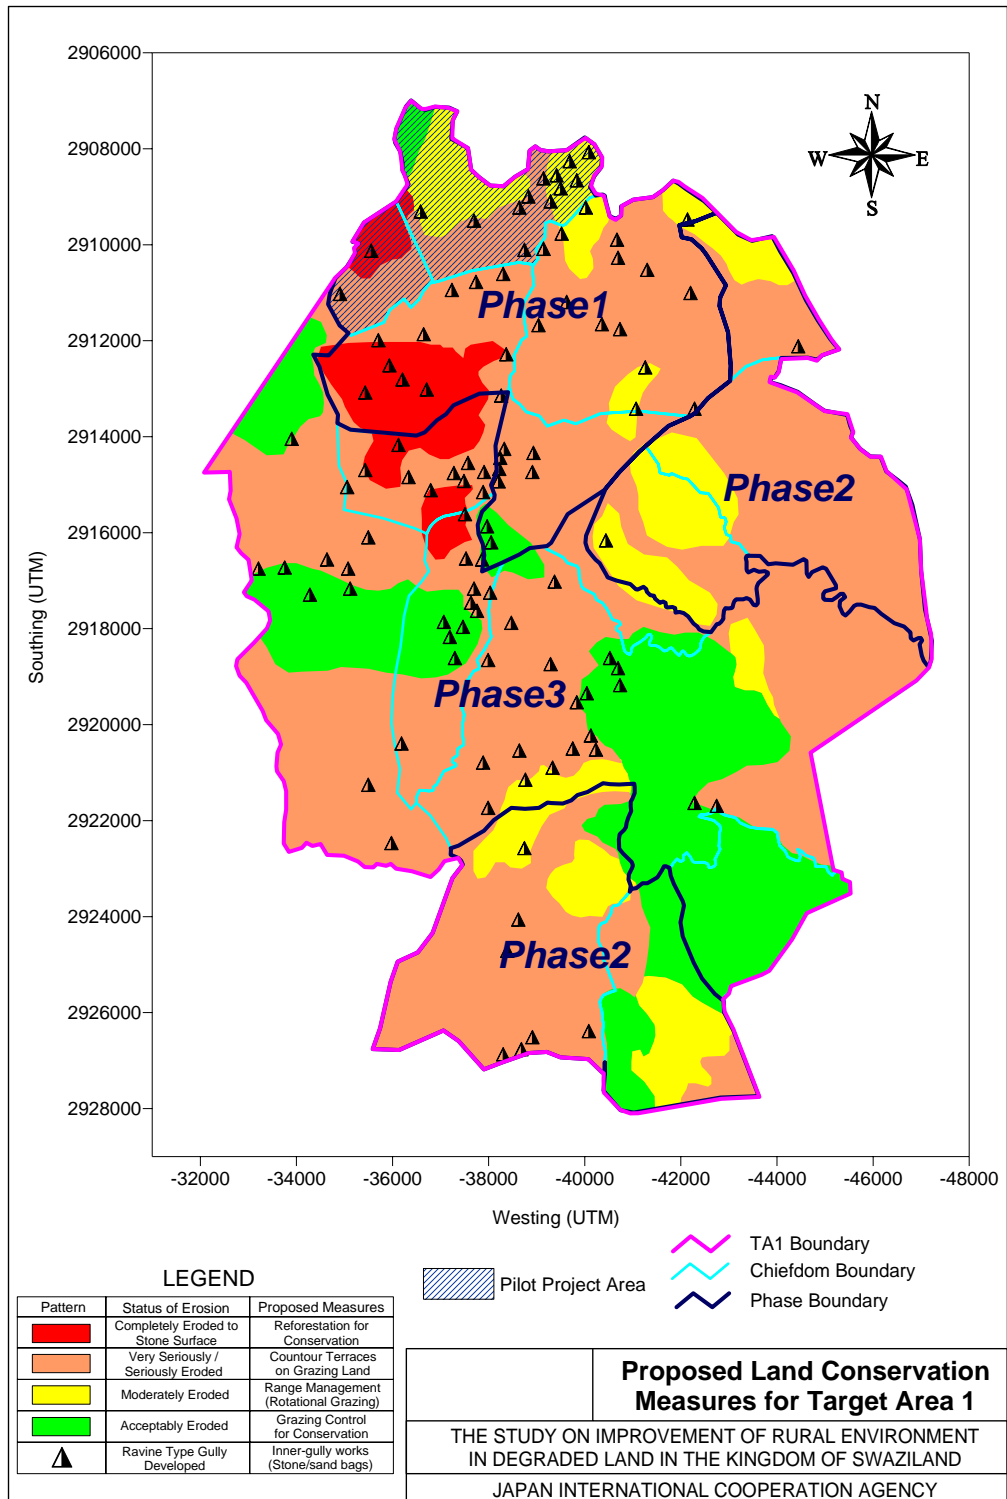 2906000
2908000
2910000
2912000
2914000
2916000
2918000
2920000
2922000
2924000
2926000
2928000
Southing (UTM)
N
W
E
S
Phase1
Phase2
Phase3
Phase2
-32000
-34000
-36000
-38000
-40000
-42000
-44000
-46000
-48000
Westing (UTM)
TA1 Boundary
Chiefdom Boundary
Phase Boundary
Pilot Project Area
LEGEND
Pattern Status of Erosion Proposed Measures
Completely Eroded to
Stone Surface
Reforestation for
Conservation
Very Seriously /
Seriously Eroded
Countour Terraces
on Grazing Land
Moderately Eroded
Range Management
(Rotational Grazing)
Acceptably Eroded
Grazing Control
for Conservation
Ravine Type Gully
Developed
Inner-gully works
(Stone/sand bags)
Proposed Land Conservation
Measures for Target Area 1
THE STUDY ON IMPROVEMENT OF RURAL ENVIRONMENT
IN DEGRADED LAND IN THE KINGDOM OF SWAZILAND
JAPAN INTERNATIONAL COOPERATION AGENCY